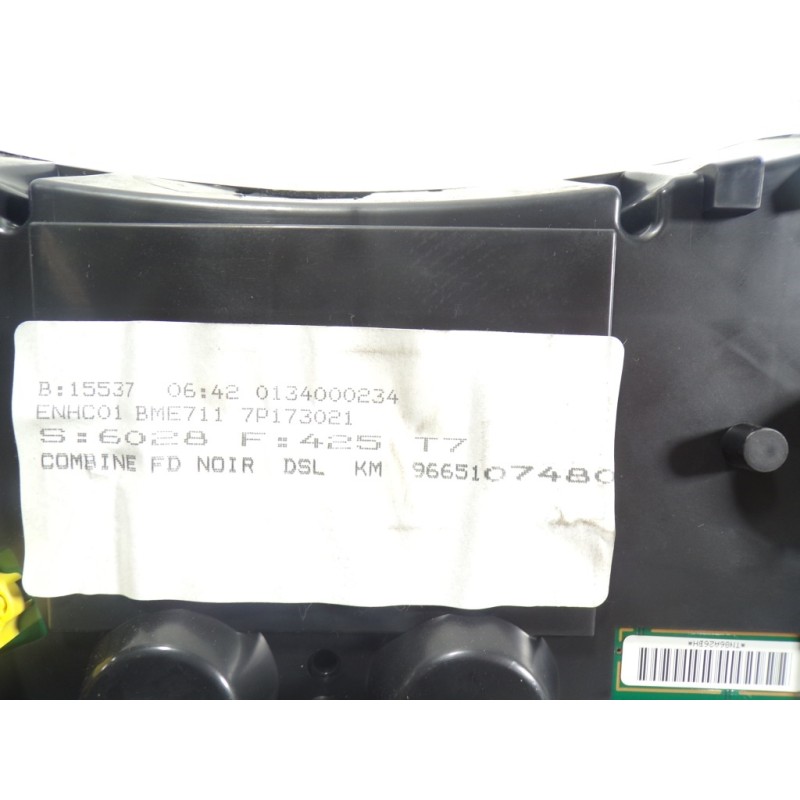 B:15537 06:42 0134000234
ENHC01 BME711 7P173021
S:6028 F:425 T7
COMBINE FD NOIR DSL KM 9665107480